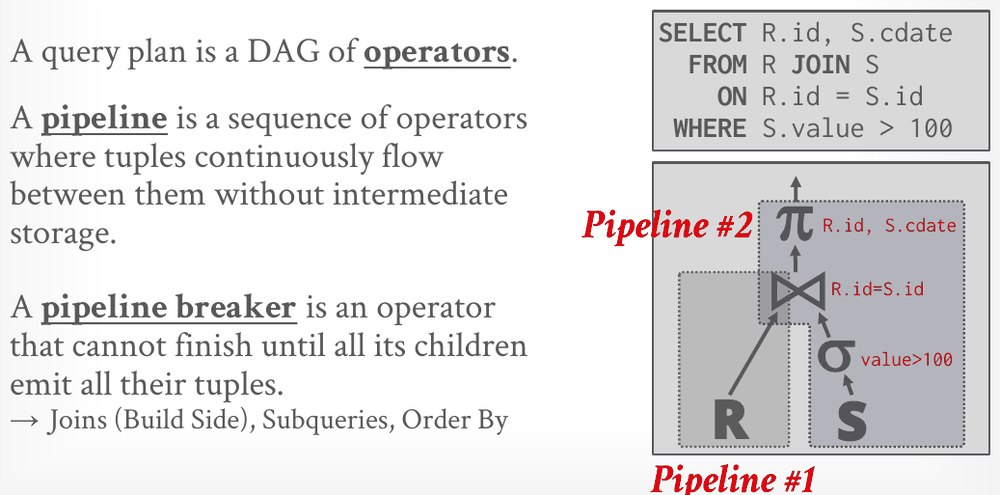 A query plan is a DAG of operators.
A pipeline is a sequence of operators
where tuples continuously flow
between them without intermediate
storage.
A pipeline breaker is an operator
that cannot finish until all its children
emit all their tuples.
→ Joins (Build Side), Subqueries, Order By
SELECT R.id, S.cdate
FROM R JOIN S
ON R.id = S.id
WHERE S.value > 100
Pipeline #2
π R.id, S.cdate
⋈ R.id=S.id
σ value>100
R S
Pipeline #1